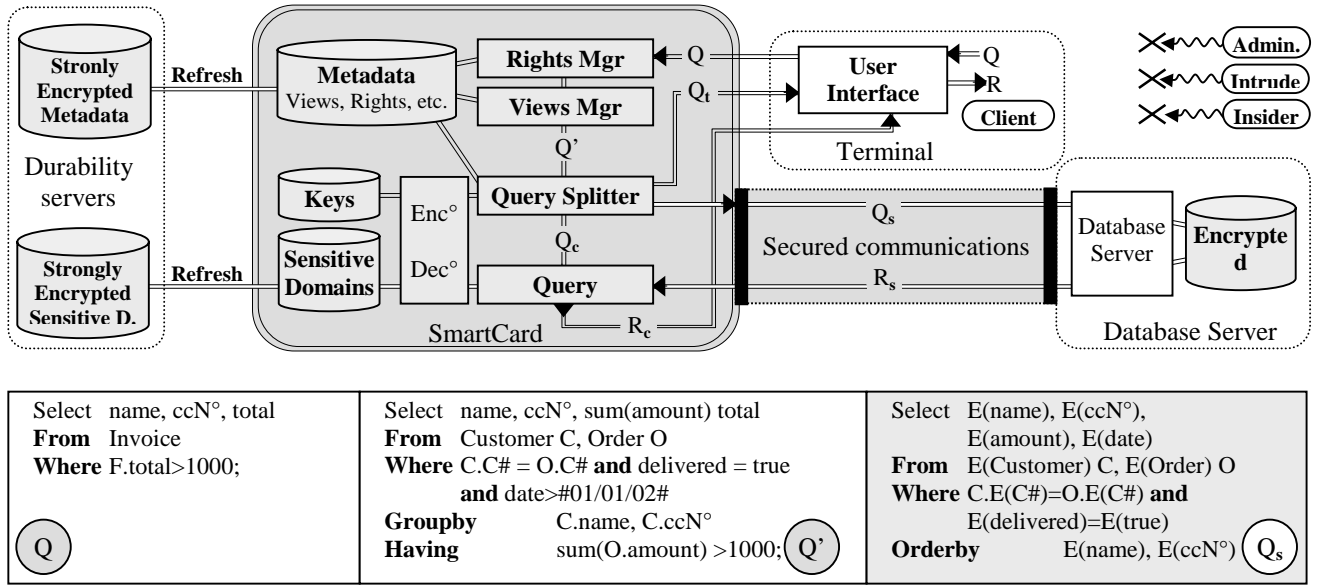 Stronly
Encrypted
Metadata
Durability
servers
Strongly
Encrypted
Sensitive D.
Refresh
Refresh
Metadata
Views, Rights, etc.
Rights Mgr
Views Mgr
Q’
Keys
Enc°
Dec°
Query Splitter
Sensitive
Domains
Qc
Query
Rc
SmartCard
Q
Qt
User
Interface
Q
R
Client
Terminal
Admin.
Intrude
Insider
Qs
Secured communications
Rs
Database
Server
Encrypte
d
Database Server
Select name, ccN°, total
From Invoice
Where F.total>1000;
Q
Select name, ccN°, sum(amount) total
From Customer C, Order O
Where C.C# = O.C# and delivered = true
and date>#01/01/02#
Groupby C.name, C.ccN°
Having sum(O.amount) >1000;
Q’
Select E(name), E(ccN°),
E(amount), E(date)
From E(Customer) C, E(Order) O
Where C.E(C#)=O.E(C#) and
E(delivered)=E(true)
Orderby E(name), E(ccN°)
Qs